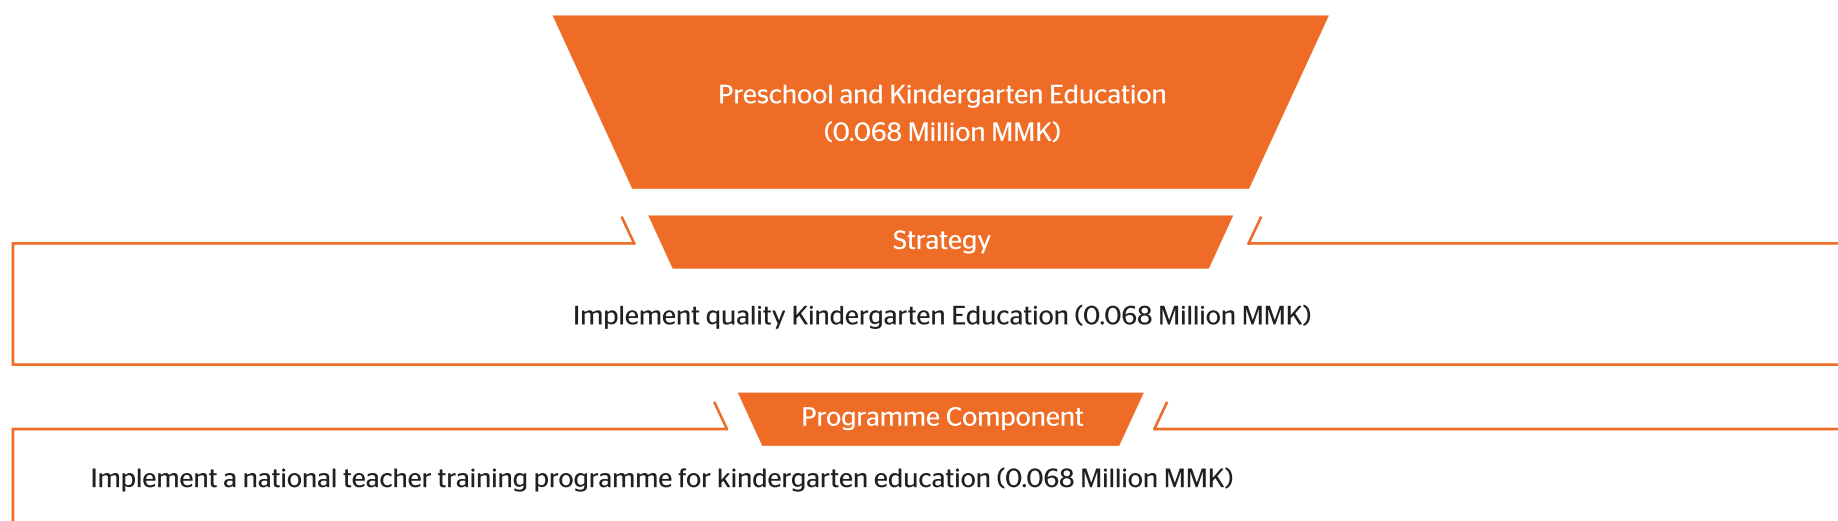 Preschool and Kindergarten Education
(0.068 Million MMK)
Strategy
Implement quality Kindergarten Education (0.068 Million MMK)
Programme Component
Implement a national teacher training programme for kindergarten education (0.068 Million MMK)